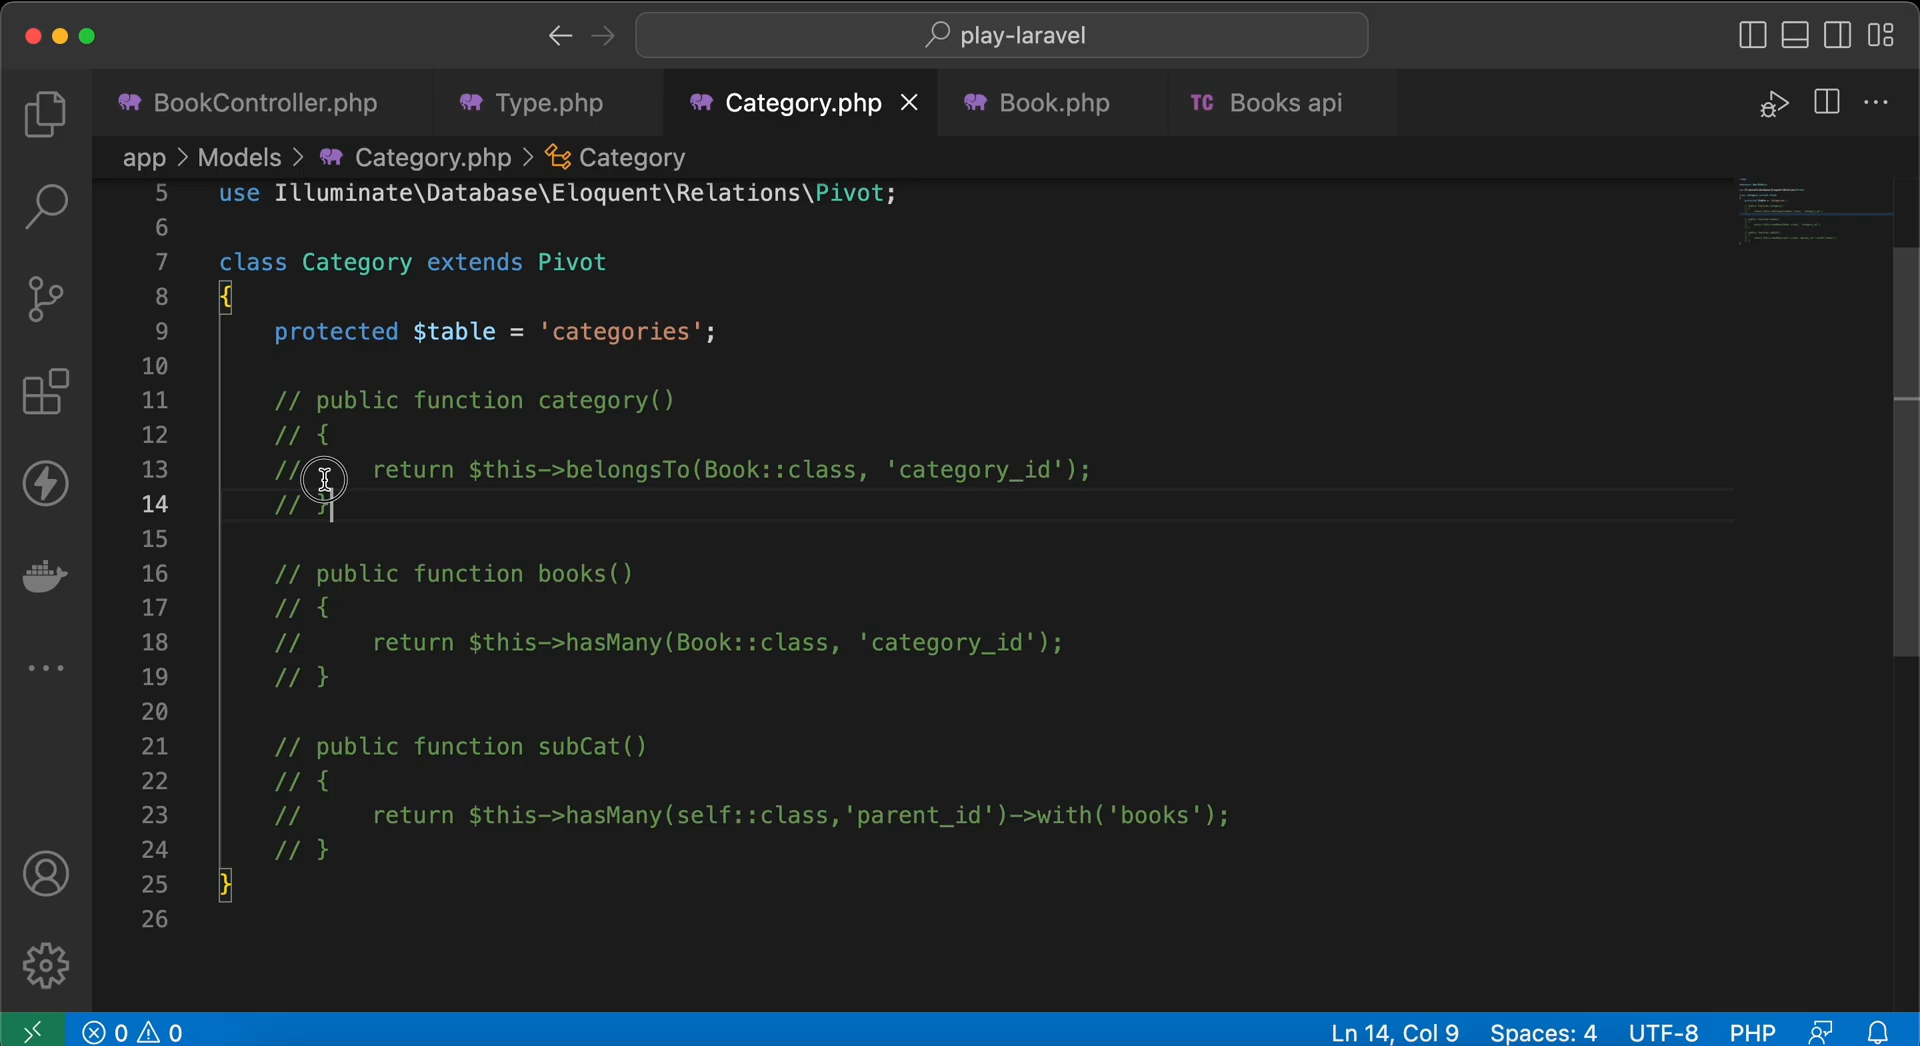 play-laravel
BookController.php
Type.php
Category.php
Book.php
TC Books api
app > Models > Category.php > Category
5 use Illuminate\Database\Eloquent\Relations\Pivot;
6
7 class Category extends Pivot
8 {
9 protected $table = 'categories';
10
11 // public function category()
12 // {
13 // return $this->belongsTo(Book::class, 'category_id');
14 // }
15
16 // public function books()
17 // {
18 // return $this->hasMany(Book::class, 'category_id');
19 // }
20
21 // public function subCat()
22 // {
23 // return $this->hasMany(self::class,'parent_id')->with('books');
24 // }
25 }
26
0 0 Ln 14, Col 9 Spaces: 4 UTF-8 PHP